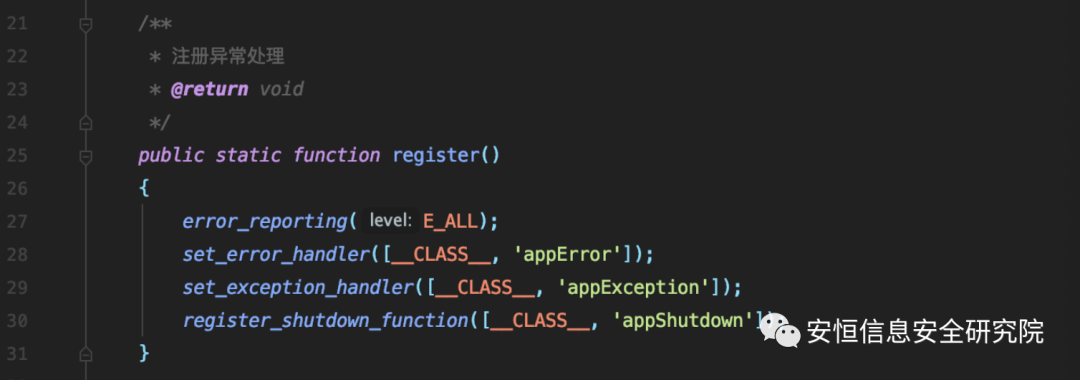 21 /**
22 * 注册异常处理
23 * @return void
24 */
25 public static function register()
26 {
27 error_reporting( level: E_ALL);
28 set_error_handler([__CLASS__, 'appError']);
29 set_exception_handler([__CLASS__, 'appException']);
30 register_shutdown_function([__CLASS__, 'appShutdown'])
31 }
安恒信息安全研究院